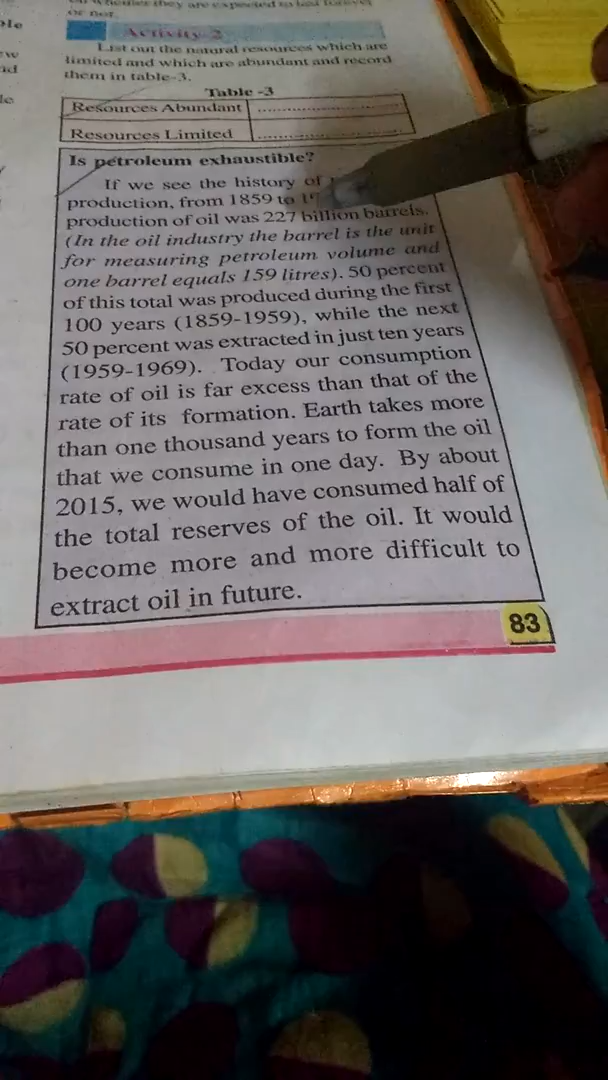 or not.
Activity-2
List out the natural resources which are
limited and which are abundant and record
them in table-3.
Table -3
Resources Abundant ..............................
Resources Limited ..............................
Is petroleum exhaustible?
If we see the history of
production, from 1859 to
production of oil was 227 billion barrels.
(In the oil industry the barrel is the unit
for measuring petroleum volume and
one barrel equals 159 litres). 50 percent
of this total was produced during the first
100 years (1859-1959), while the next
50 percent was extracted in just ten years
(1959-1969). Today our consumption
rate of oil is far excess than that of the
rate of its formation. Earth takes more
than one thousand years to form the oil
that we consume in one day. By about
2015, we would have consumed half of
the total reserves of the oil. It would
become more and more difficult to
extract oil in future.
83